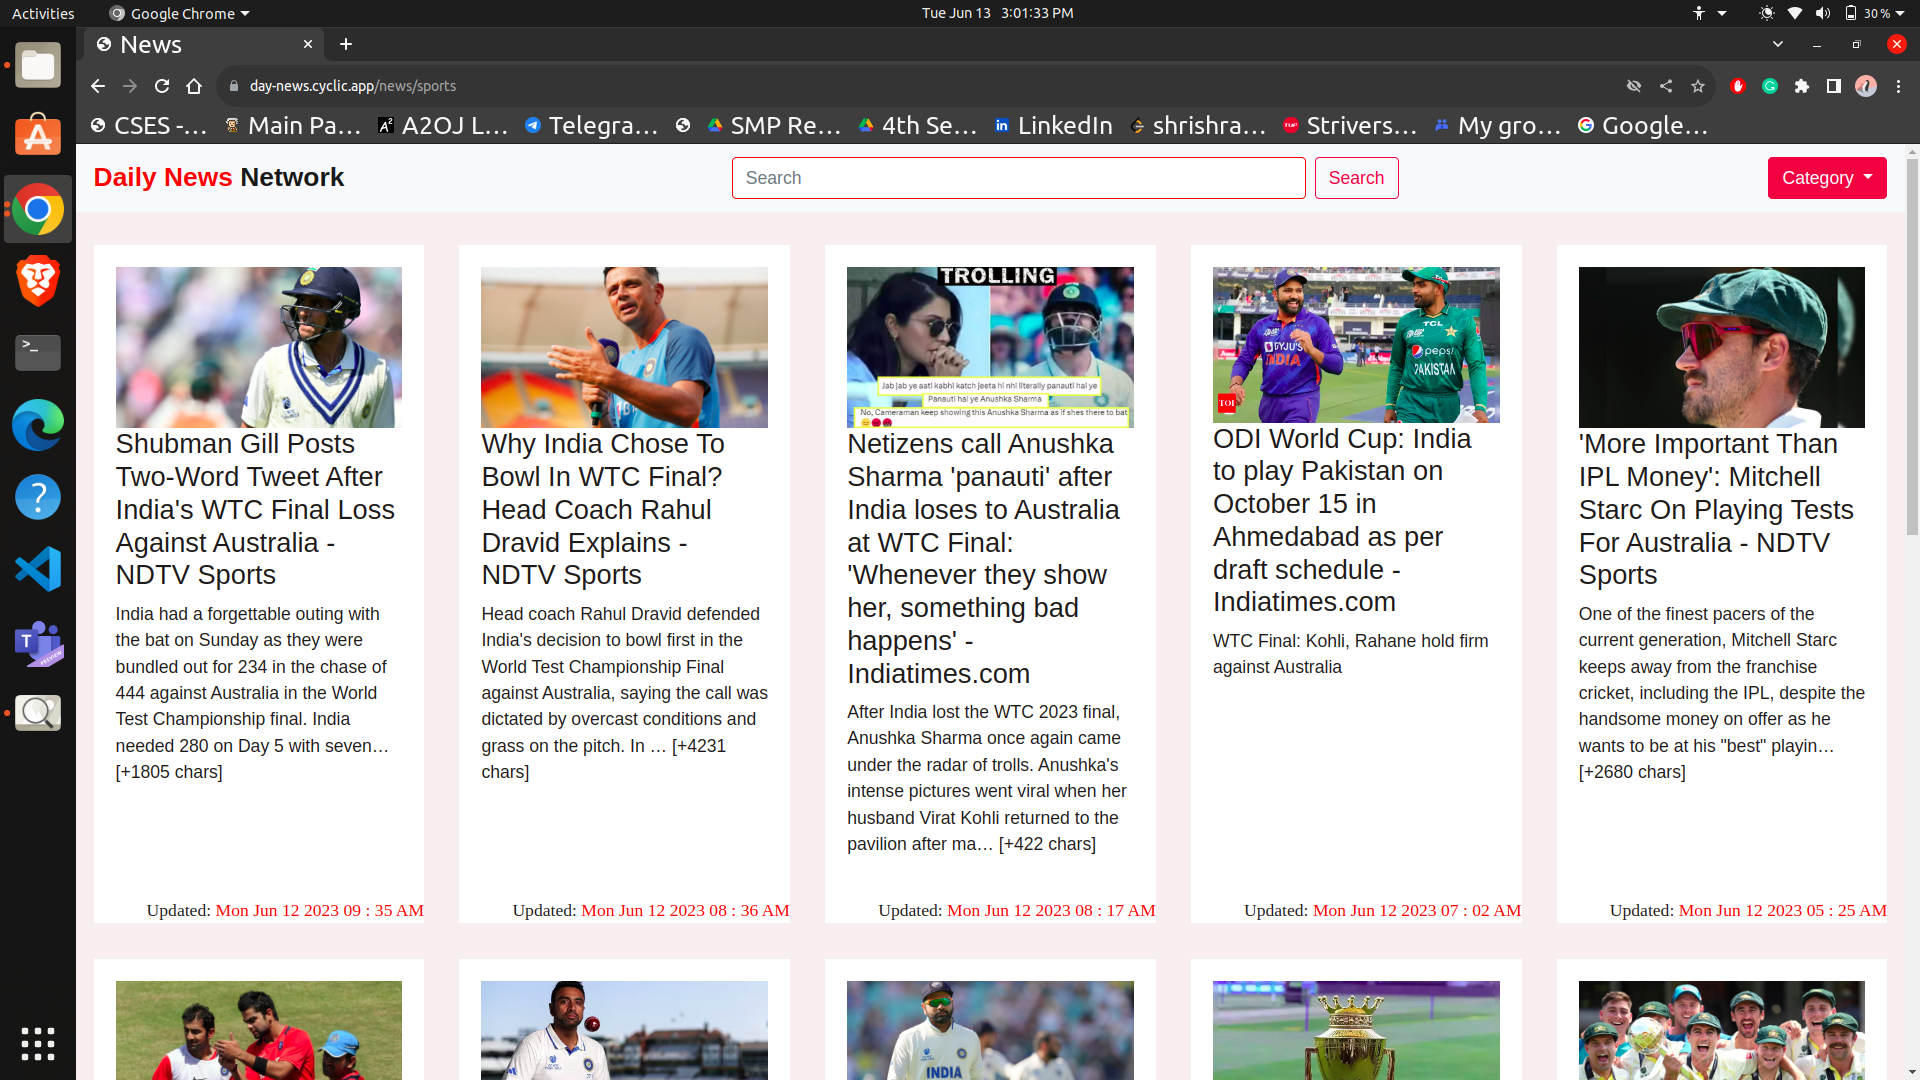 Activities
Google Chrome
Tue Jun 13 3:01:33 PM
30 %
News
day-news.cyclic.app/news/sports
CSES -...
Main Pa...
A2OJ L...
Telegra...
SMP Re...
4th Se...
LinkedIn
shrishra...
Strivers...
My gro...
Google...
Daily News Network
Search
Search
Category
Shubman Gill Posts
Two-Word Tweet After
India's WTC Final Loss
Against Australia -
NDTV Sports
India had a forgettable outing with
the bat on Sunday as they were
bundled out for 234 in the chase of
444 against Australia in the World
Test Championship final. India
needed 280 on Day 5 with seven…
[+1805 chars]
Updated: Mon Jun 12 2023 09 : 35 AM
Why India Chose To
Bowl In WTC Final?
Head Coach Rahul
Dravid Explains -
NDTV Sports
Head coach Rahul Dravid defended
India's decision to bowl first in the
World Test Championship Final
against Australia, saying the call was
dictated by overcast conditions and
grass on the pitch. In … [+4231
chars]
Updated: Mon Jun 12 2023 08 : 36 AM
TROLLING
Jab jab ye aati kabhi katch jeeta hi nhi literally panauti hai ye
Panauti hai ye Anushka Sharma
No, Cameraman keep showing this Anushka Sharma as if shes there to bat
Netizens call Anushka
Sharma 'panauti' after
India loses to Australia
at WTC Final:
'Whenever they show
her, something bad
happens' -
Indiatimes.com
After India lost the WTC 2023 final,
Anushka Sharma once again came
under the radar of trolls. Anushka's
intense pictures went viral when her
husband Virat Kohli returned to the
pavilion after ma… [+422 chars]
Updated: Mon Jun 12 2023 08 : 17 AM
BYJU'S
INDIA
TCL
pepsi
PAKISTAN
TOI
ODI World Cup: India
to play Pakistan on
October 15 in
Ahmedabad as per
draft schedule -
Indiatimes.com
WTC Final: Kohli, Rahane hold firm
against Australia
Updated: Mon Jun 12 2023 07 : 02 AM
'More Important Than
IPL Money': Mitchell
Starc On Playing Tests
For Australia - NDTV
Sports
One of the finest pacers of the
current generation, Mitchell Starc
keeps away from the franchise
cricket, including the IPL, despite the
handsome money on offer as he
wants to be at his "best" playin…
[+2680 chars]
Updated: Mon Jun 12 2023 05 : 25 AM
INDIA